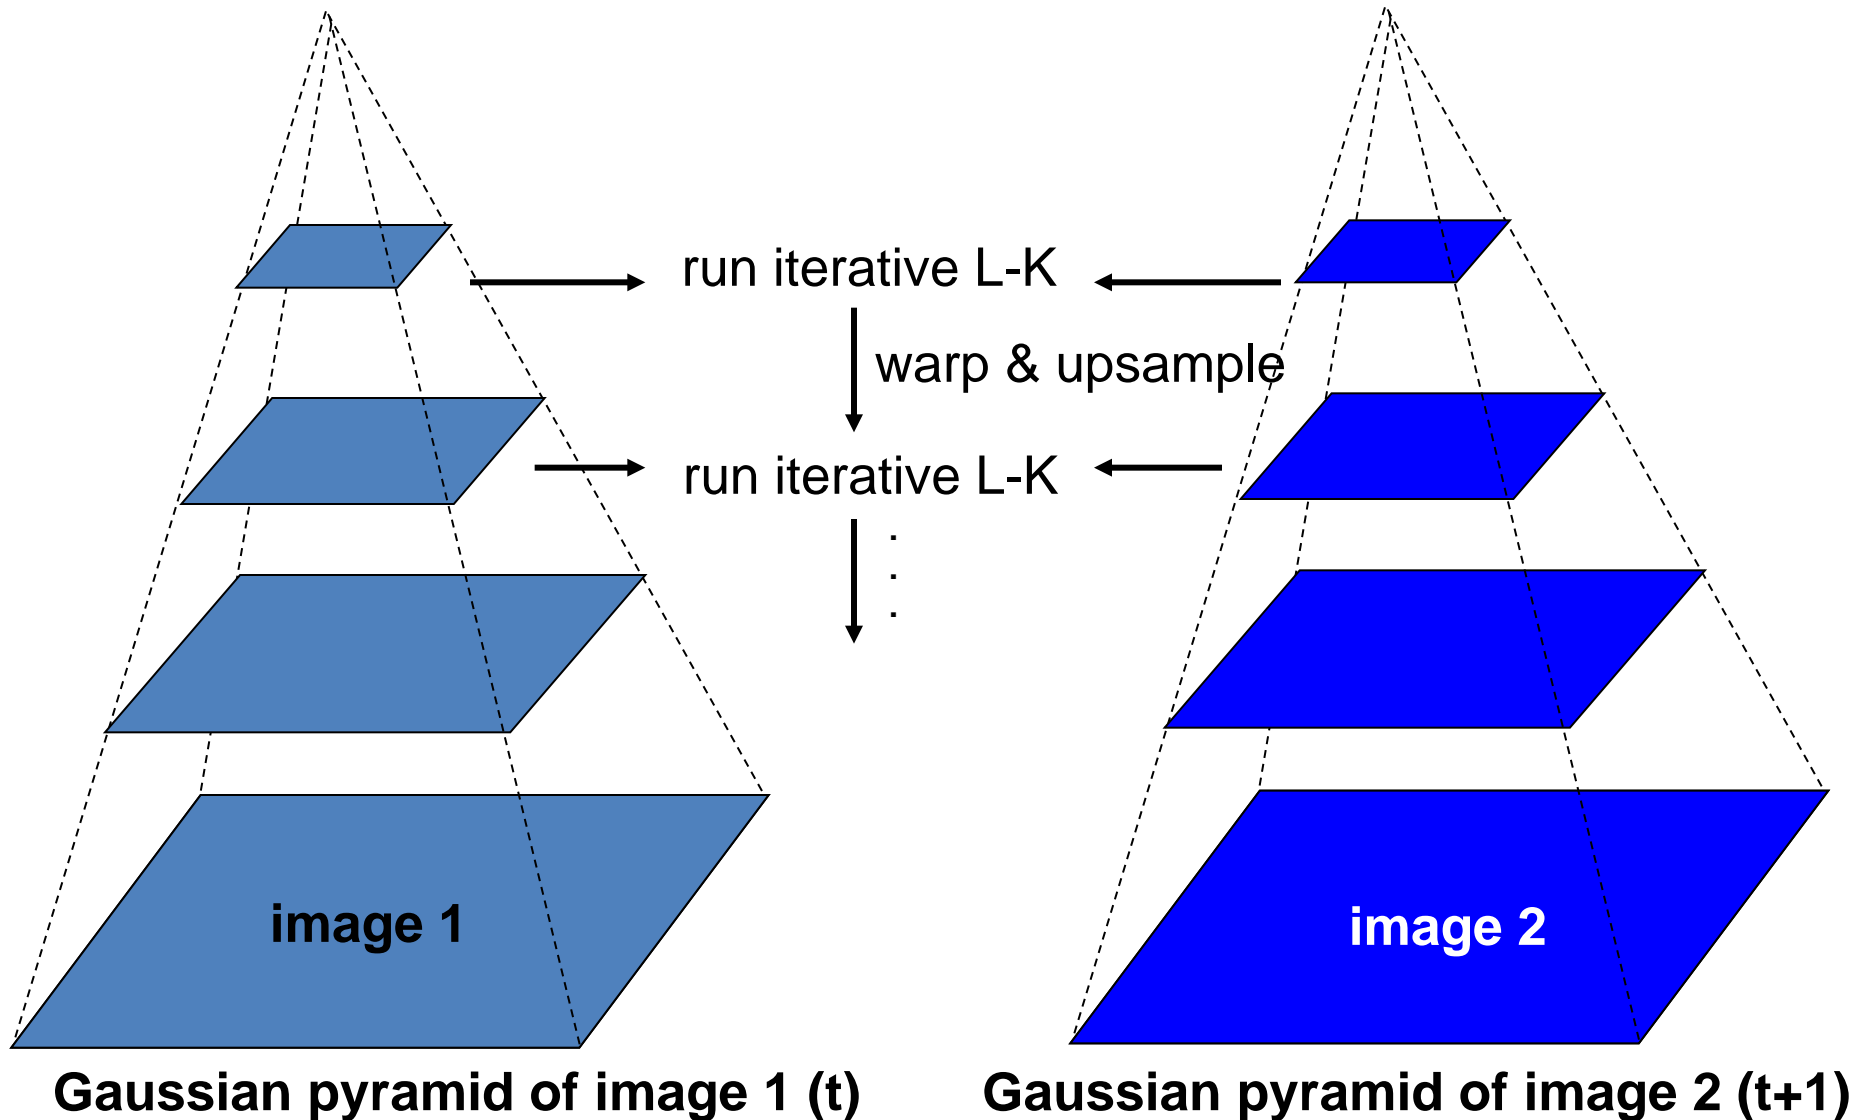 run iterative L-K
warp & upsample
run iterative L-K
.
.
.
image 1
image 2
Gaussian pyramid of image 1 (t)
Gaussian pyramid of image 2 (t+1)